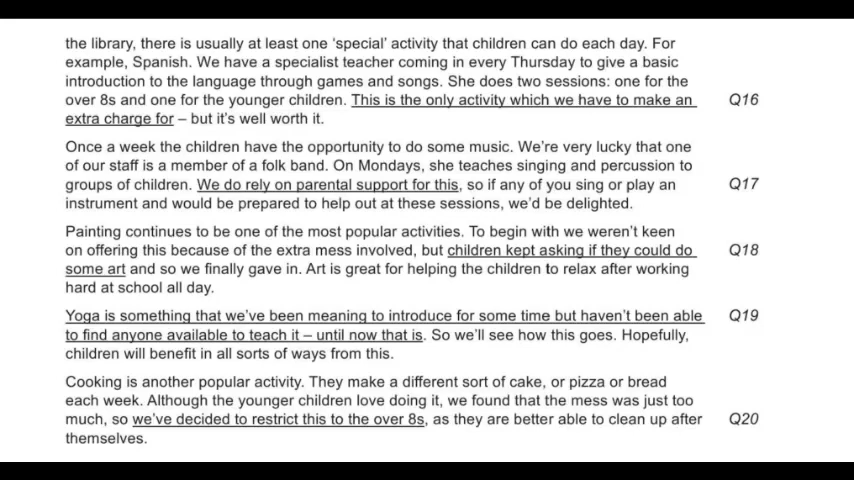 the library, there is usually at least one ‘special’ activity that children can do each day. For
example, Spanish. We have a specialist teacher coming in every Thursday to give a basic
introduction to the language through games and songs. She does two sessions: one for the
over 8s and one for the younger children. This is the only activity which we have to make an Q16
extra charge for – but it’s well worth it.
Once a week the children have the opportunity to do some music. We’re very lucky that one
of our staff is a member of a folk band. On Mondays, she teaches singing and percussion to
groups of children. We do rely on parental support for this, so if any of you sing or play an Q17
instrument and would be prepared to help out at these sessions, we’d be delighted.
Painting continues to be one of the most popular activities. To begin with we weren’t keen
on offering this because of the extra mess involved, but children kept asking if they could do Q18
some art and so we finally gave in. Art is great for helping the children to relax after working
hard at school all day.
Yoga is something that we’ve been meaning to introduce for some time but haven’t been able Q19
to find anyone available to teach it – until now that is. So we’ll see how this goes. Hopefully,
children will benefit in all sorts of ways from this.
Cooking is another popular activity. They make a different sort of cake, or pizza or bread
each week. Although the younger children love doing it, we found that the mess was just too
much, so we’ve decided to restrict this to the over 8s, as they are better able to clean up after Q20
themselves.